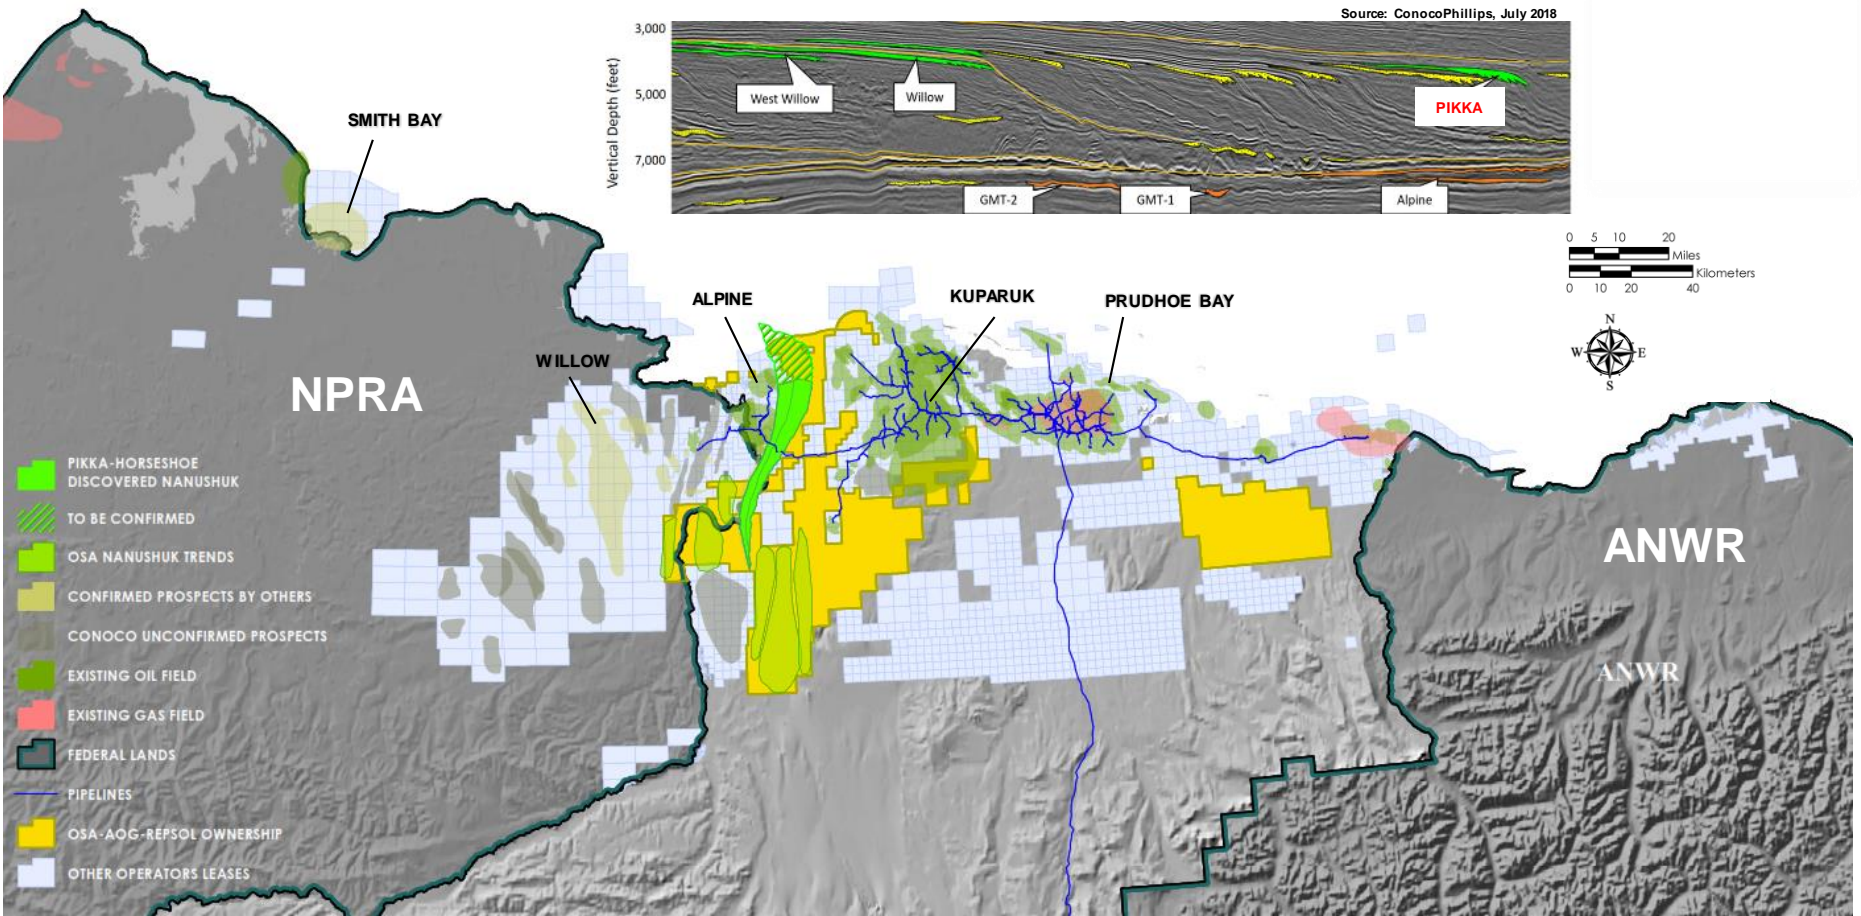 Source: ConocoPhillips, July 2018
3,000
5,000
7,000
Vertical Depth (feet)
West Willow
Willow
PIKKA
GMT-2
GMT-1
Alpine
SMITH BAY
0 5 10 20
Miles
Kilometers
0 10 20 40
N
W E
S
ALPINE
KUPARUK
PRUDHOE BAY
WILLOW
NPRA
ANWR
ANWR
PIKKA-HORSESHOE
DISCOVERED NANUSHUK
TO BE CONFIRMED
OSA NANUSHUK TRENDS
CONFIRMED PROSPECTS BY OTHERS
CONOCO UNCONFIRMED PROSPECTS
EXISTING OIL FIELD
EXISTING GAS FIELD
FEDERAL LANDS
PIPELINES
OSA-AOG-REPSOL OWNERSHIP
OTHER OPERATORS LEASES